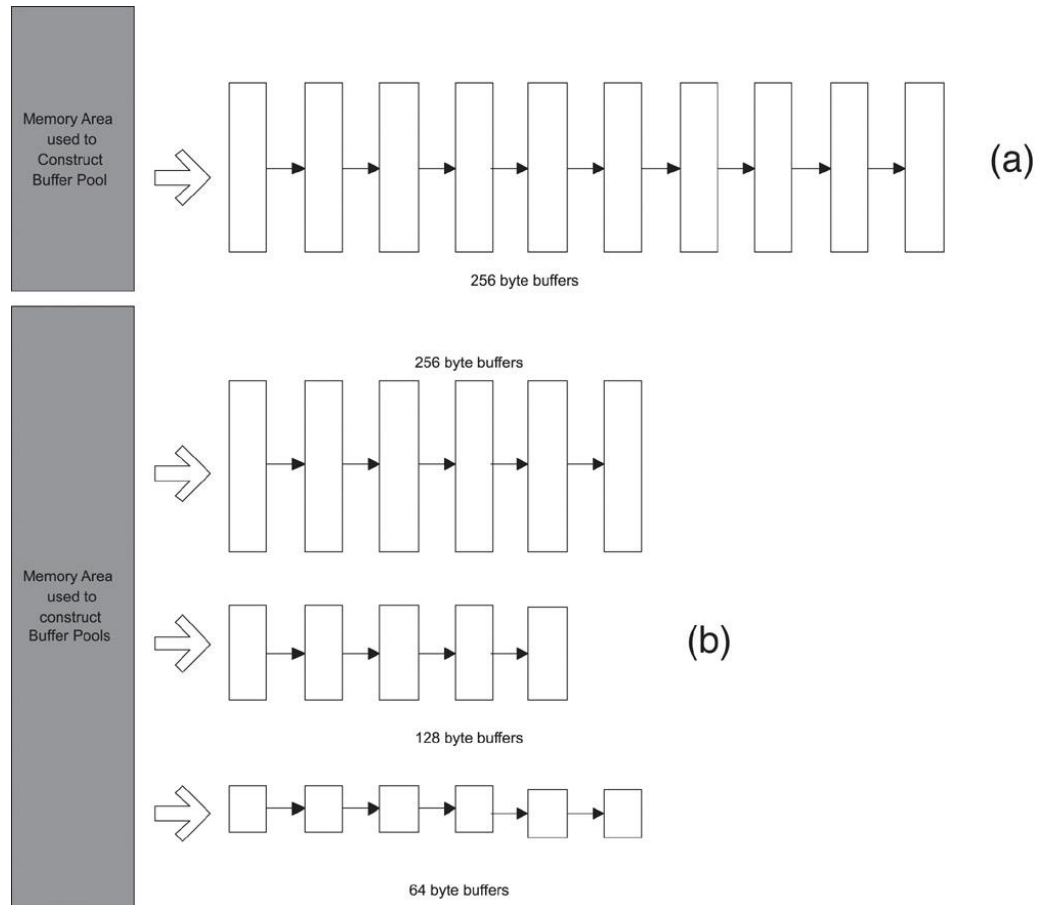 Memory Area
used to
Construct
Buffer Pool
(a)
256 byte buffers
256 byte buffers
Memory Area
used to
construct
Buffer Pools
(b)
128 byte buffers
64 byte buffers